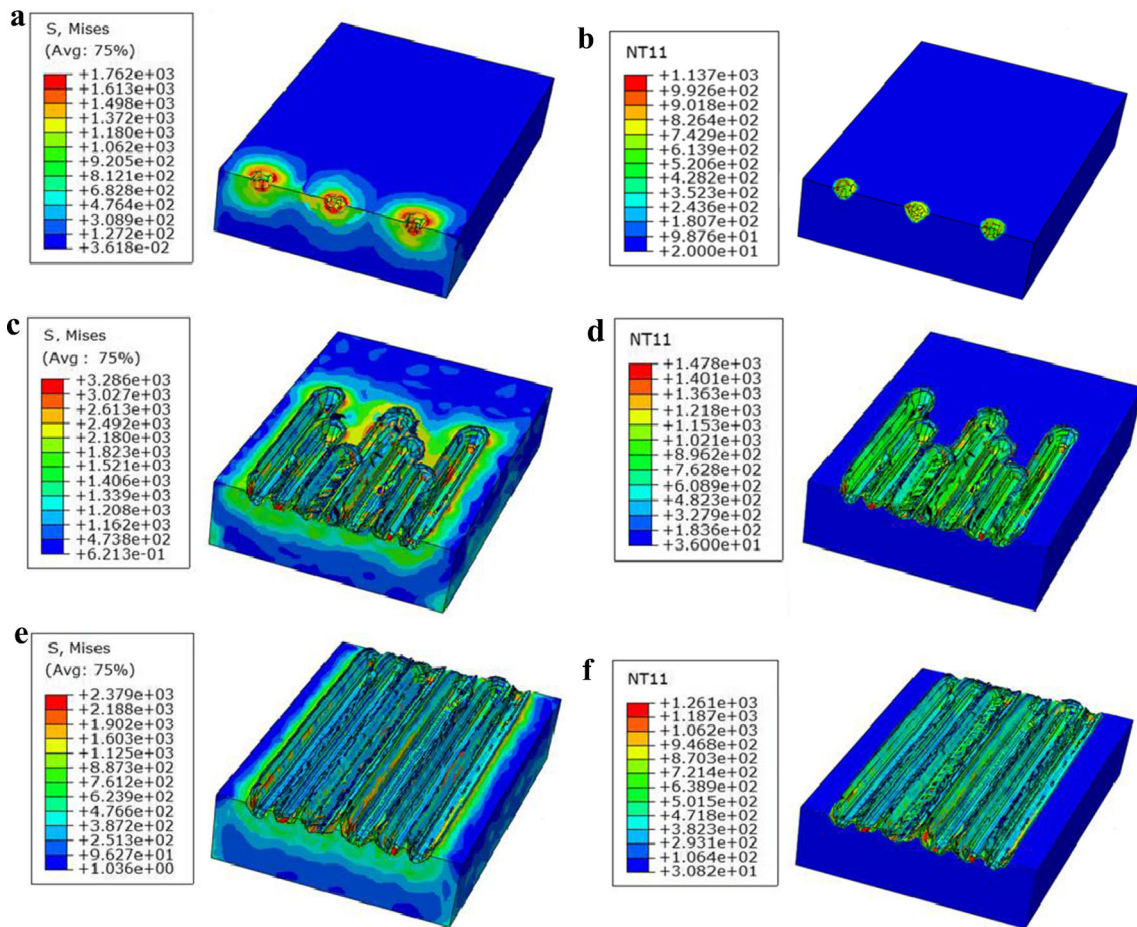 a
S, Mises
(Avg: 75%)
+1.762e+03
+1.613e+03
+1.498e+03
+1.372e+03
+1.180e+03
+1.062e+03
+9.205e+02
+8.121e+02
+6.828e+02
+4.764e+02
+3.089e+02
+1.272e+02
+3.618e-02
b
NT11
+1.137e+03
+9.926e+02
+9.018e+02
+8.264e+02
+7.429e+02
+6.139e+02
+5.206e+02
+4.282e+02
+3.523e+02
+2.436e+02
+1.807e+02
+9.876e+01
+2.000e+01
c
S, Mises
(Avg : 75%)
+3.286e+03
+3.027e+03
+2.613e+03
+2.492e+03
+2.180e+03
+1.823e+03
+1.521e+03
+1.406e+03
+1.339e+03
+1.208e+03
+1.162e+03
+4.738e+02
+6.213e-01
d
NT11
+1.478e+03
+1.401e+03
+1.363e+03
+1.218e+03
+1.153e+03
+1.021e+03
+8.962e+02
+7.628e+02
+6.089e+02
+4.823e+02
+3.279e+02
+1.836e+02
+3.600e+01
e
S, Mises
(Avg: 75%)
+2.379e+03
+2.188e+03
+1.902e+03
+1.603e+03
+1.125e+03
+8.873e+02
+7.612e+02
+6.239e+02
+4.766e+02
+3.872e+02
+2.513e+02
+9.627e+01
+1.036e+00
f
NT11
+1.261e+03
+1.187e+03
+1.062e+03
+9.468e+02
+8.703e+02
+7.214e+02
+6.389e+02
+5.015e+02
+4.718e+02
+3.823e+02
+2.931e+02
+1.064e+02
+3.082e+01